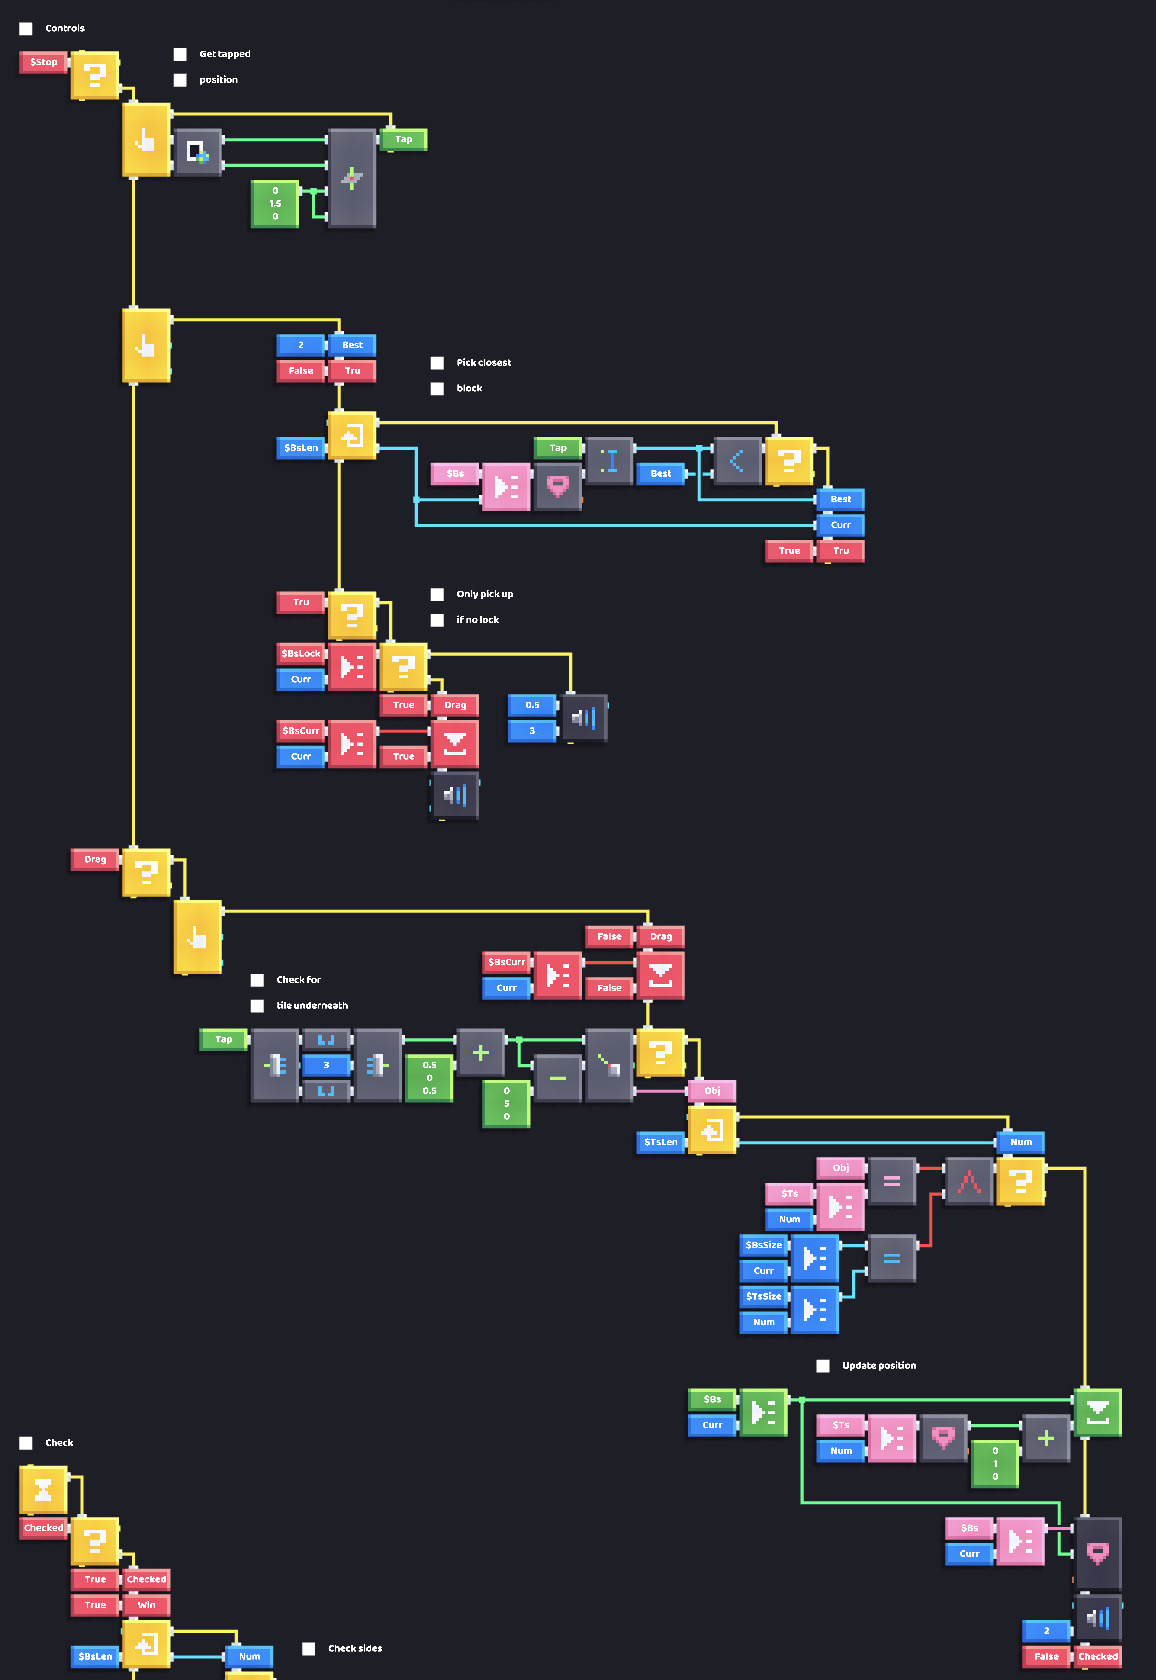 Controls
$Stop
Get tapped
position
Tap
0
1.5
0
2 Best
False Tru
Pick closest
block
$BsLen
Tap
$Bs
Best
Best
Curr
True Tru
Only pick up
if no lock
Tru
$BsLock
Curr
True Drag
0.5
3
$BsCurr
Curr
True
Drag
False Drag
$BsCurr
Curr
False
Check for
tile underneath
Tap
3
0.5
0
0.5
0
5
0
Obj
$TsLen
Num
Obj
$Ts
Num
$BsSize
Curr
$TsSize
Num
Update position
$Bs
Curr
$Ts
Num
0
1
0
$Bs
Curr
2
False Checked
Check
Checked
True Checked
True Win
$BsLen
Num
Check sides